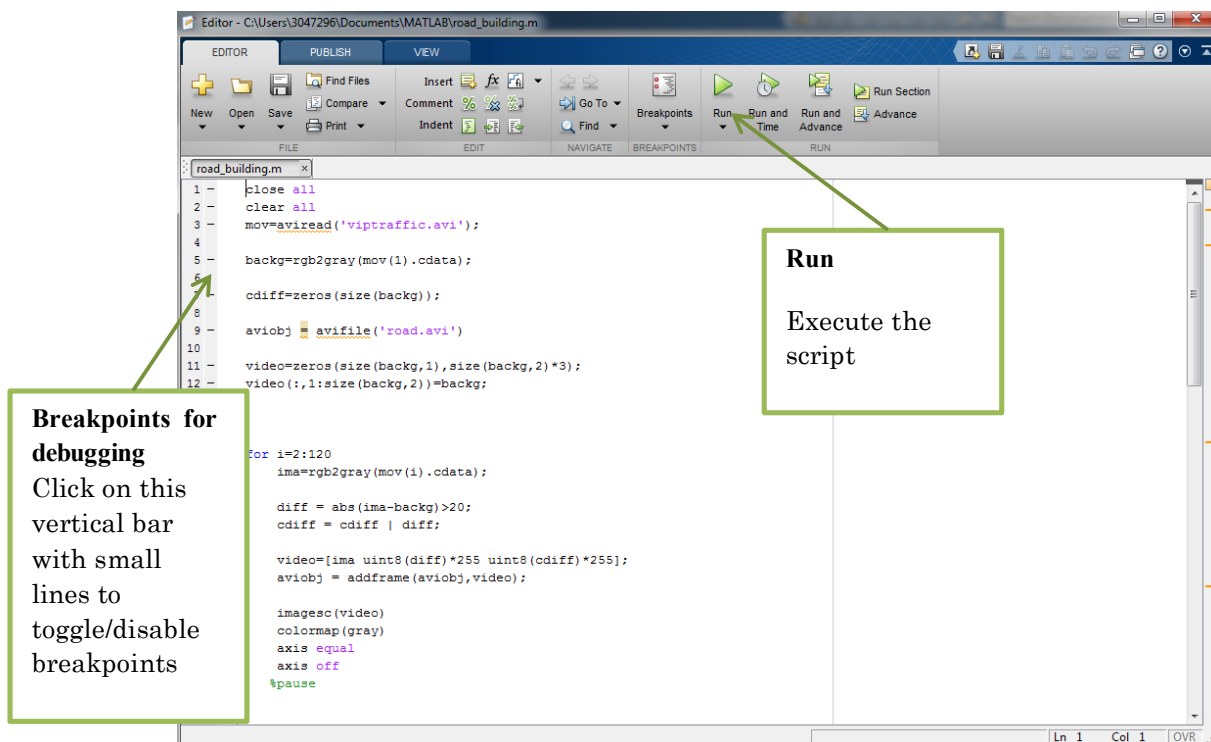 Editor - C:\Users\3047296\Documents\MATLAB\road_building.m
EDITOR PUBLISH VIEW
New
Open
Save
Find Files
Compare
Print
FILE
Insert fx
Comment
Indent
EDIT
Go To
Find
NAVIGATE
Breakpoints
BREAKPOINTS
Run
Run and
Time
Run and
Advance
Run Section
Advance
RUN
road_building.m ×
1 - close all
2 - clear all
3 - mov=aviread('viptraffic.avi');
4
5 - backg=rgb2gray(mov(1).cdata);
6
7 - cdiff=zeros(size(backg));
8
9 - aviobj = avifile('road.avi')
10
11 - video=zeros(size(backg,1),size(backg,2)*3);
12 - video(:,1:size(backg,2))=backg;
for i=2:120
ima=rgb2gray(mov(i).cdata);
diff = abs(ima-backg)>20;
cdiff = cdiff | diff;
video=[ima uint8(diff)*255 uint8(cdiff)*255];
aviobj = addframe(aviobj,video);
imagesc(video)
colormap(gray)
axis equal
axis off
%pause
Run
Execute the
script
Breakpoints for
debugging
Click on this
vertical bar
with small
lines to
toggle/disable
breakpoints
Ln 1 Col 1 OVR